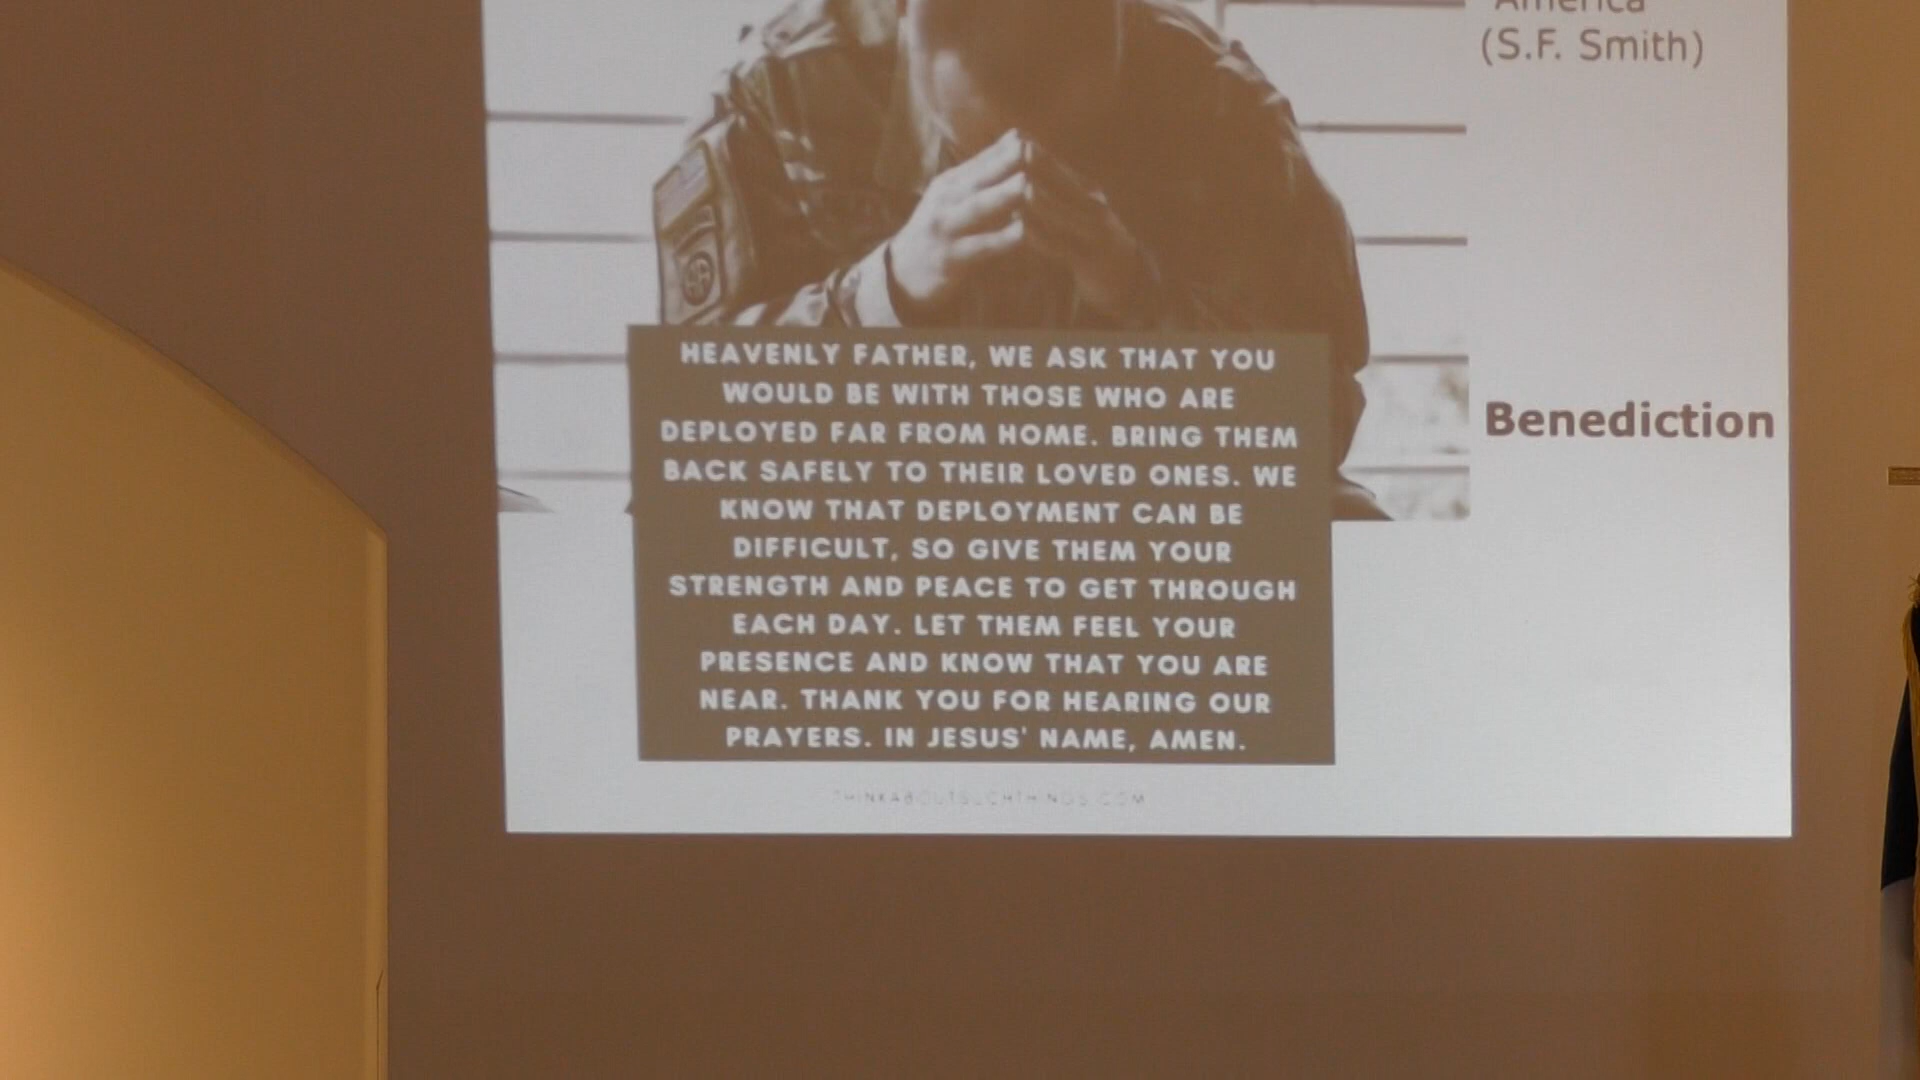 America
(S.F. Smith)
HEAVENLY FATHER, WE ASK THAT YOU
WOULD BE WITH THOSE WHO ARE
DEPLOYED FAR FROM HOME. BRING THEM
BACK SAFELY TO THEIR LOVED ONES. WE
KNOW THAT DEPLOYMENT CAN BE
DIFFICULT, SO GIVE THEM YOUR
STRENGTH AND PEACE TO GET THROUGH
EACH DAY. LET THEM FEEL YOUR
PRESENCE AND KNOW THAT YOU ARE
NEAR. THANK YOU FOR HEARING OUR
PRAYERS. IN JESUS' NAME, AMEN.
THINKABOUTSUCHTHINGS.COM
Benediction